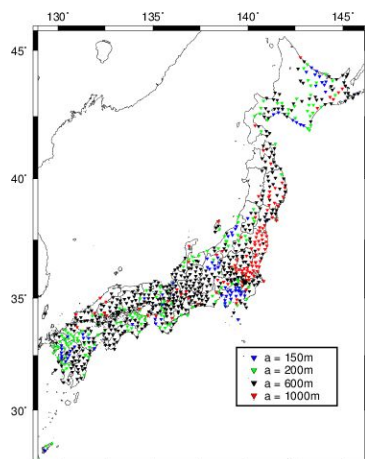 130° 135° 140° 145°
45°
40°
35°
30°
a = 150m
a = 200m
a = 600m
a = 1000m